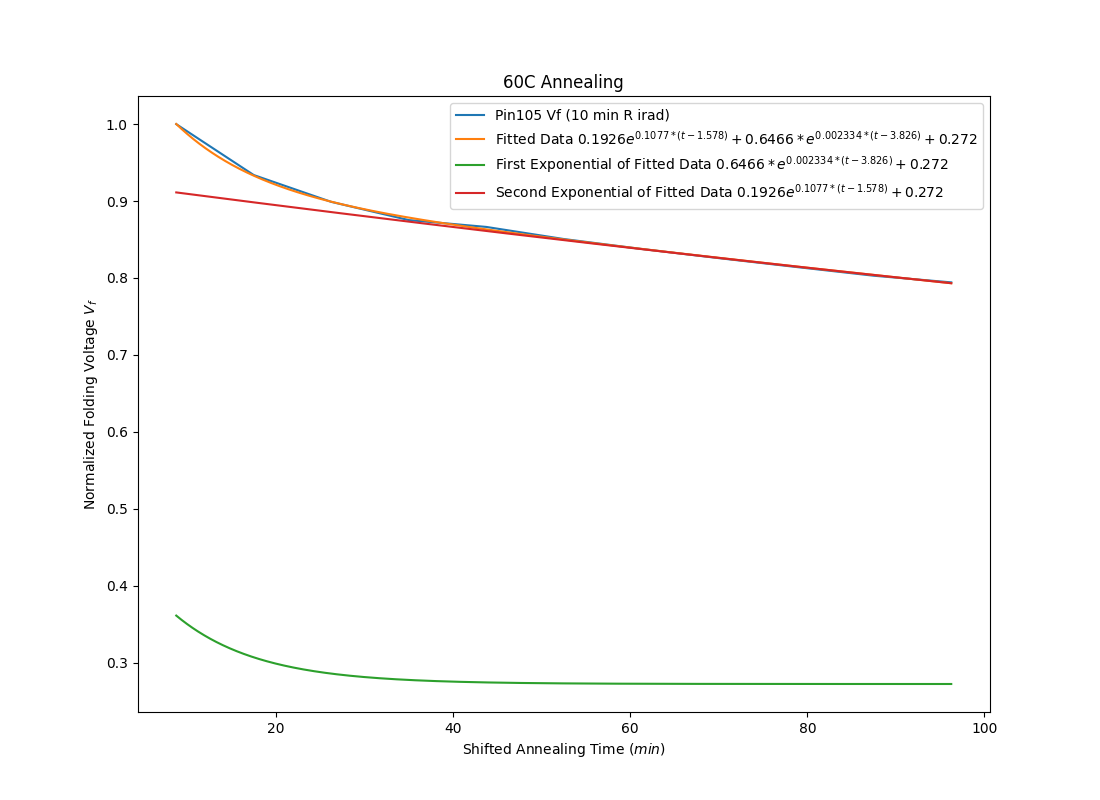 60C Annealing
Pin105 Vf (10 min R irad)
Fitted Data 0.1926e^{0.1077*(t−1.578)} + 0.6466 * e^{0.002334*(t−3.826)} + 0.272
First Exponential of Fitted Data 0.6466 * e^{0.002334*(t−3.826)} + 0.272
Second Exponential of Fitted Data 0.1926e^{0.1077*(t−1.578)} + 0.272
Normalized Folding Voltage V_f
1.0
0.9
0.8
0.7
0.6
0.5
0.4
0.3
20 40 60 80 100
Shifted Annealing Time (min)